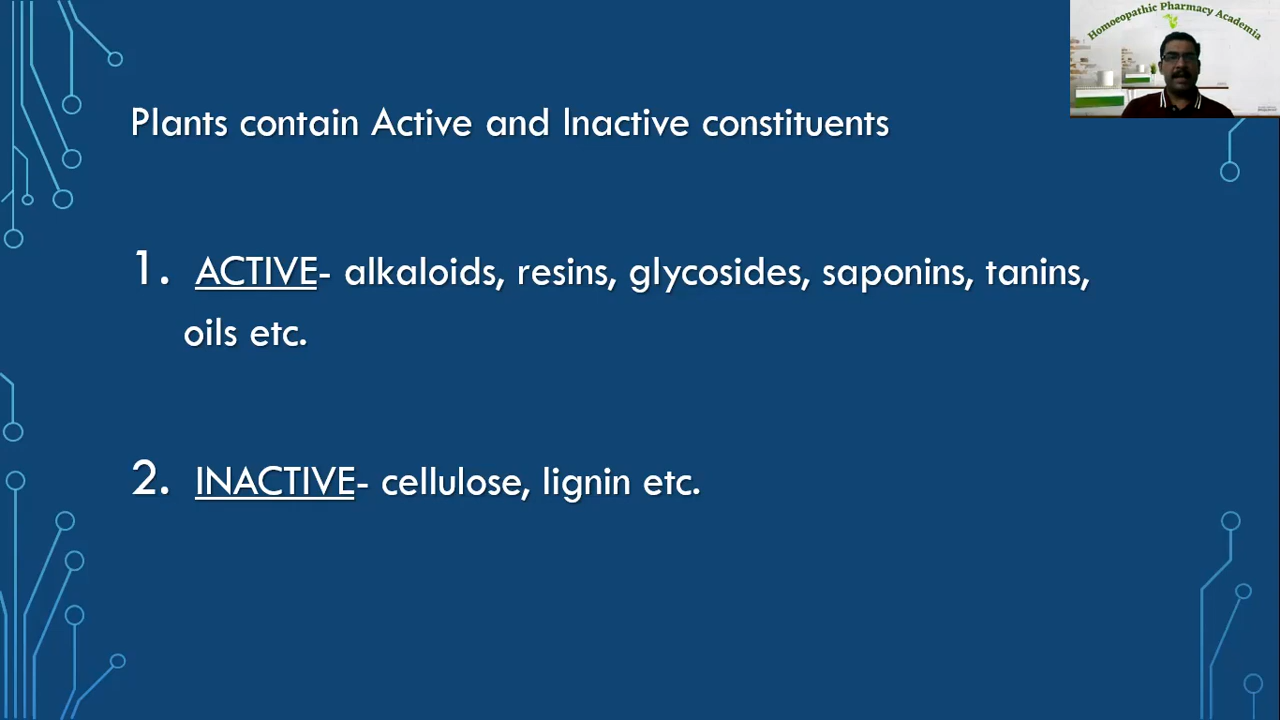 Homoeopathic Pharmacy Academia
Plants contain Active and Inactive constituents
1. ACTIVE- alkaloids, resins, glycosides, saponins, tanins,
oils etc.
2. INACTIVE- cellulose, lignin etc.